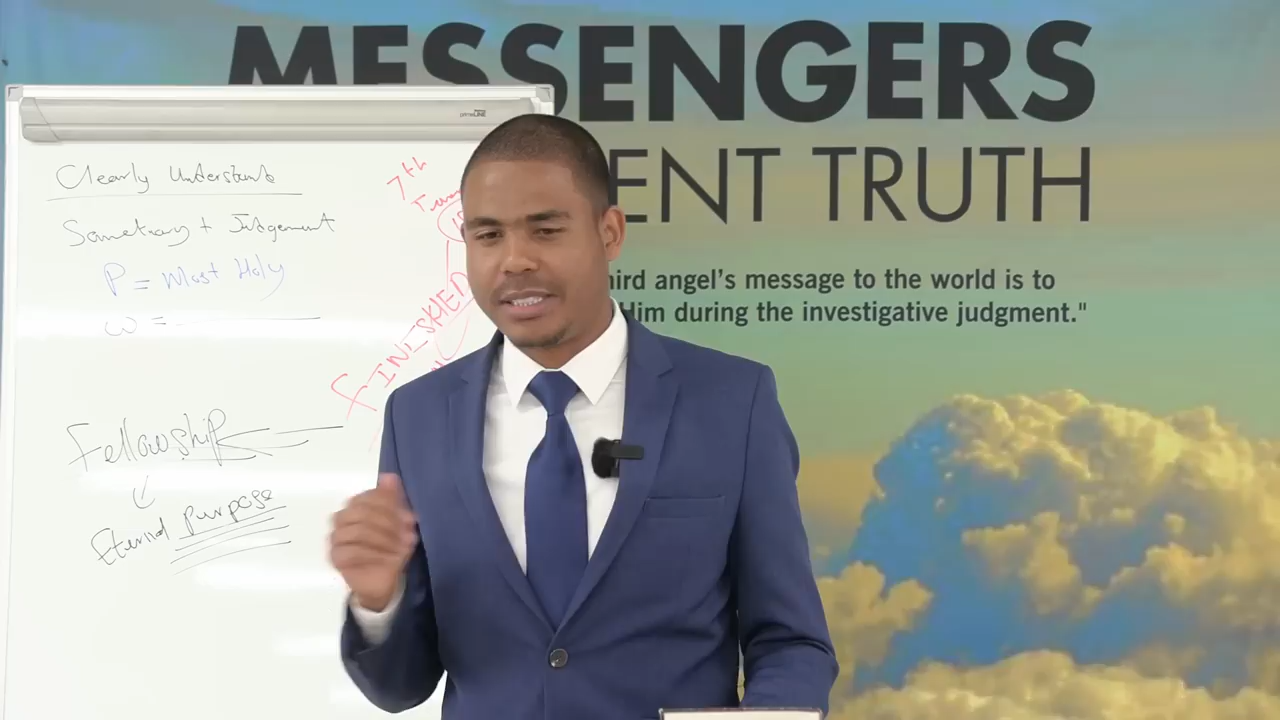 MESSENGERS
ENT TRUTH
hird angel's message to the world is to
Him during the investigative judgment."
Clearly Understand
Sanctuary + Judgement
P = Most Holy
W =
7th
FINISHED
Fellowship
Eternal Purpose